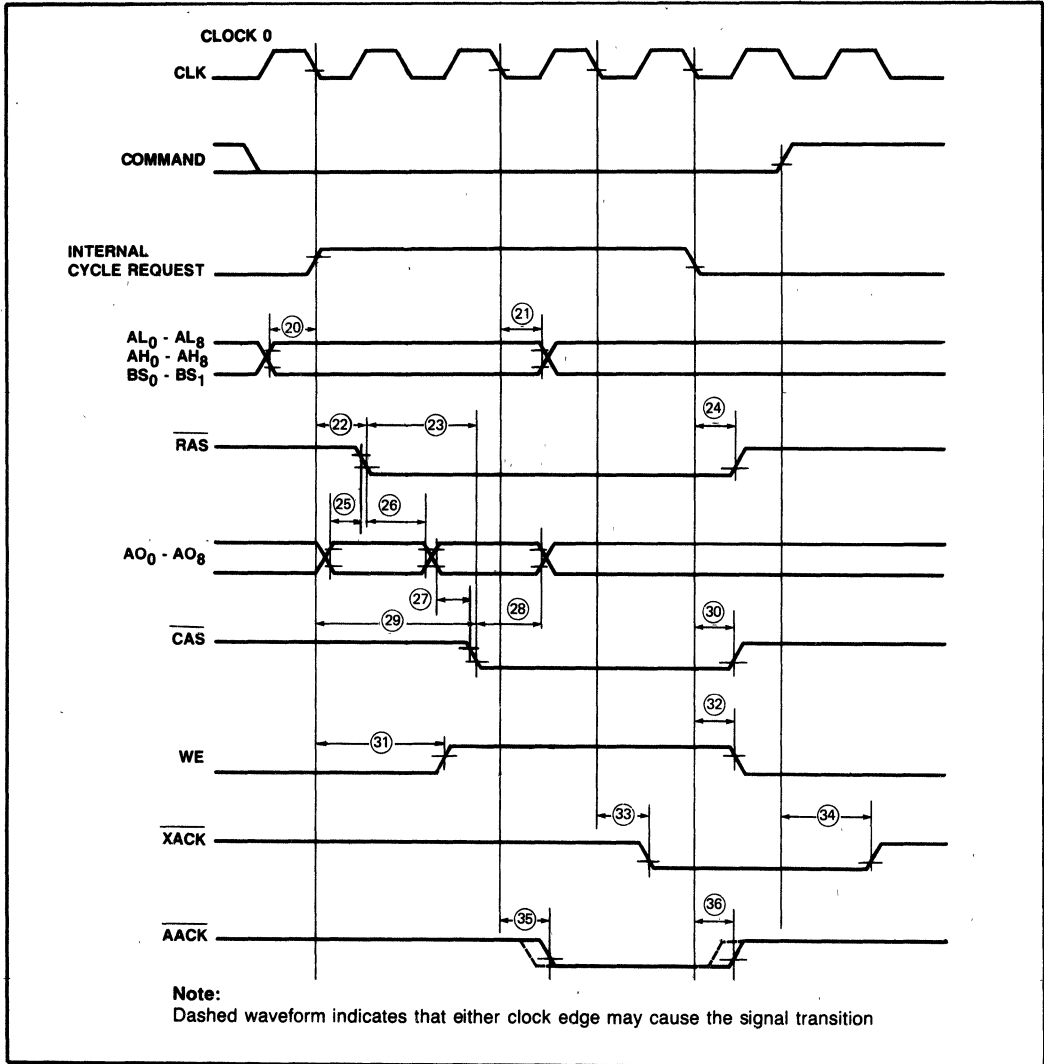 CLOCK 0
CLK
COMMAND
INTERNAL
CYCLE REQUEST
20
21
AL0 - AL8
AH0 - AH8
BS0 - BS1
22
23
24
RAS
25
26
AO0 - AO8
27
28
29
30
CAS
32
31
WE
33
34
XACK
35
36
AACK
Note:
Dashed waveform indicates that either clock edge may cause the signal transition